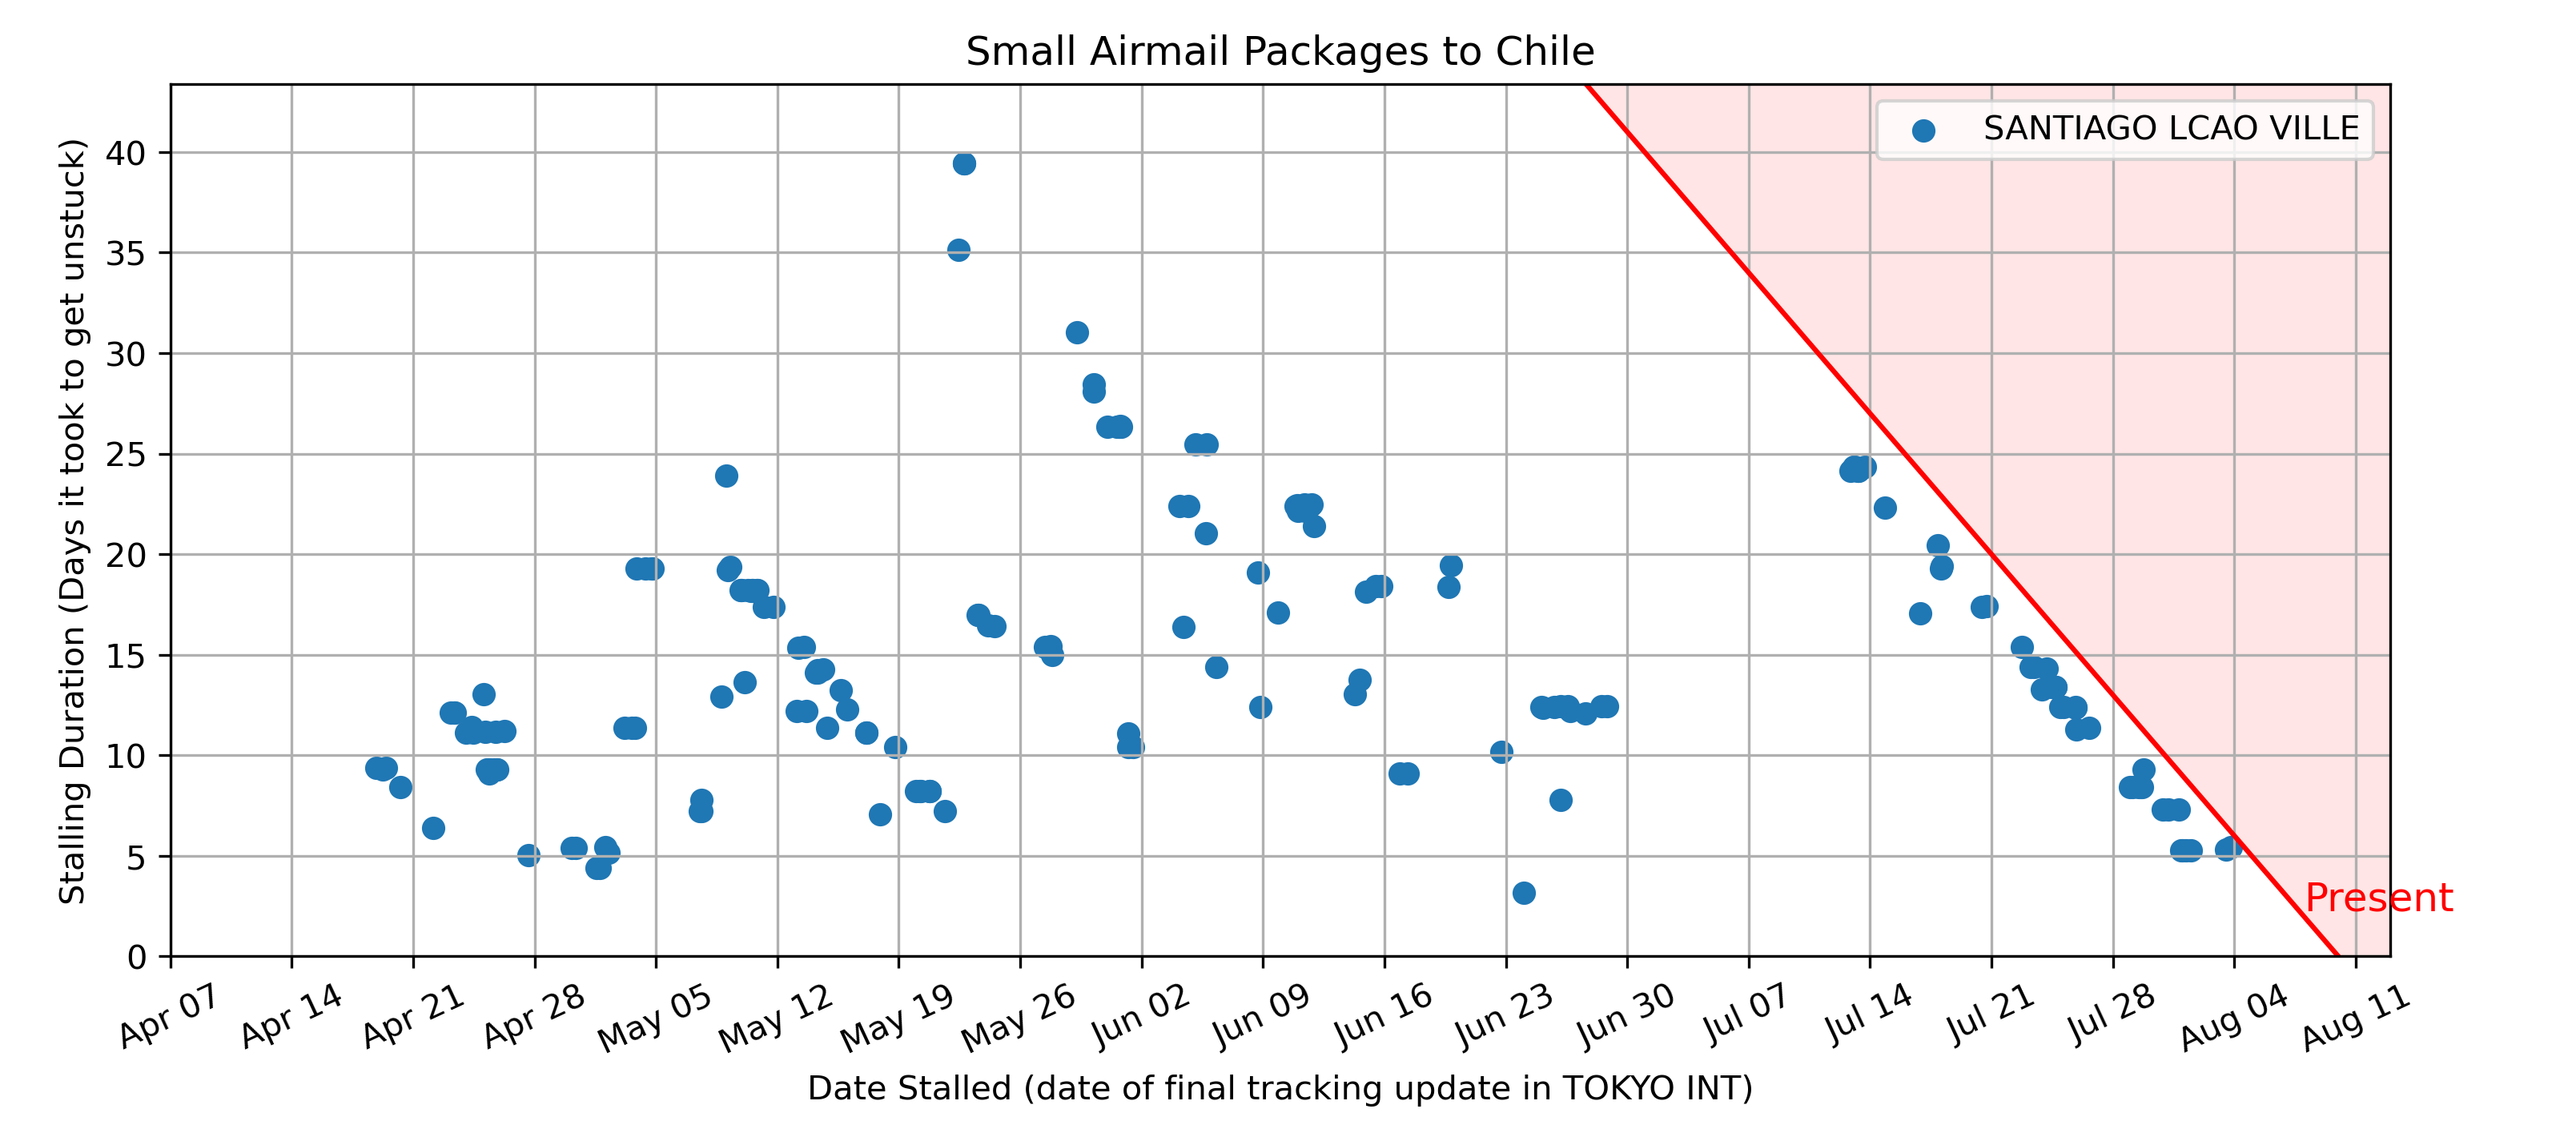 Small Airmail Packages to Chile
SANTIAGO LCAO VILLE
Stalling Duration (Days it took to get unstuck)
40
35
30
25
20
15
10
5
0
Present
Apr 07
Apr 14
Apr 21
Apr 28
May 05
May 12
May 19
May 26
Jun 02
Jun 09
Jun 16
Jun 23
Jun 30
Jul 07
Jul 14
Jul 21
Jul 28
Aug 04
Aug 11
Date Stalled (date of final tracking update in TOKYO INT)